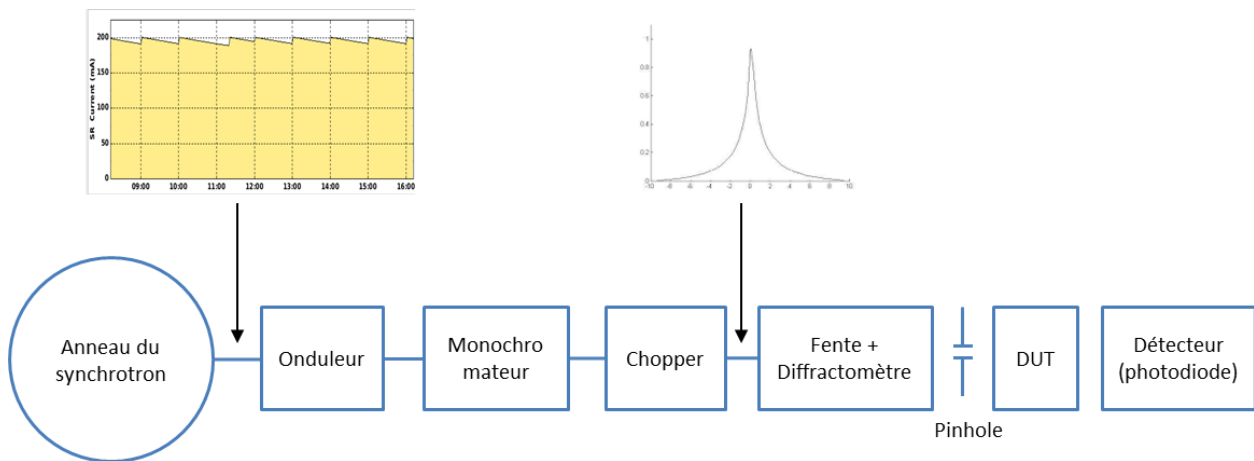 SR Current (mA)
200
150
100
50
0
09:00 10:00 11:00 12:00 13:00 14:00 15:00 16:00
1
0.8
0.6
0.4
0.2
0
-10 -8 -6 -4 -2 0 2 4 6 8 10
Anneau du
synchrotron
Onduleur
Monochro
mateur
Chopper
Fente +
Diffractomètre
Pinhole
DUT
Détecteur
(photodiode)